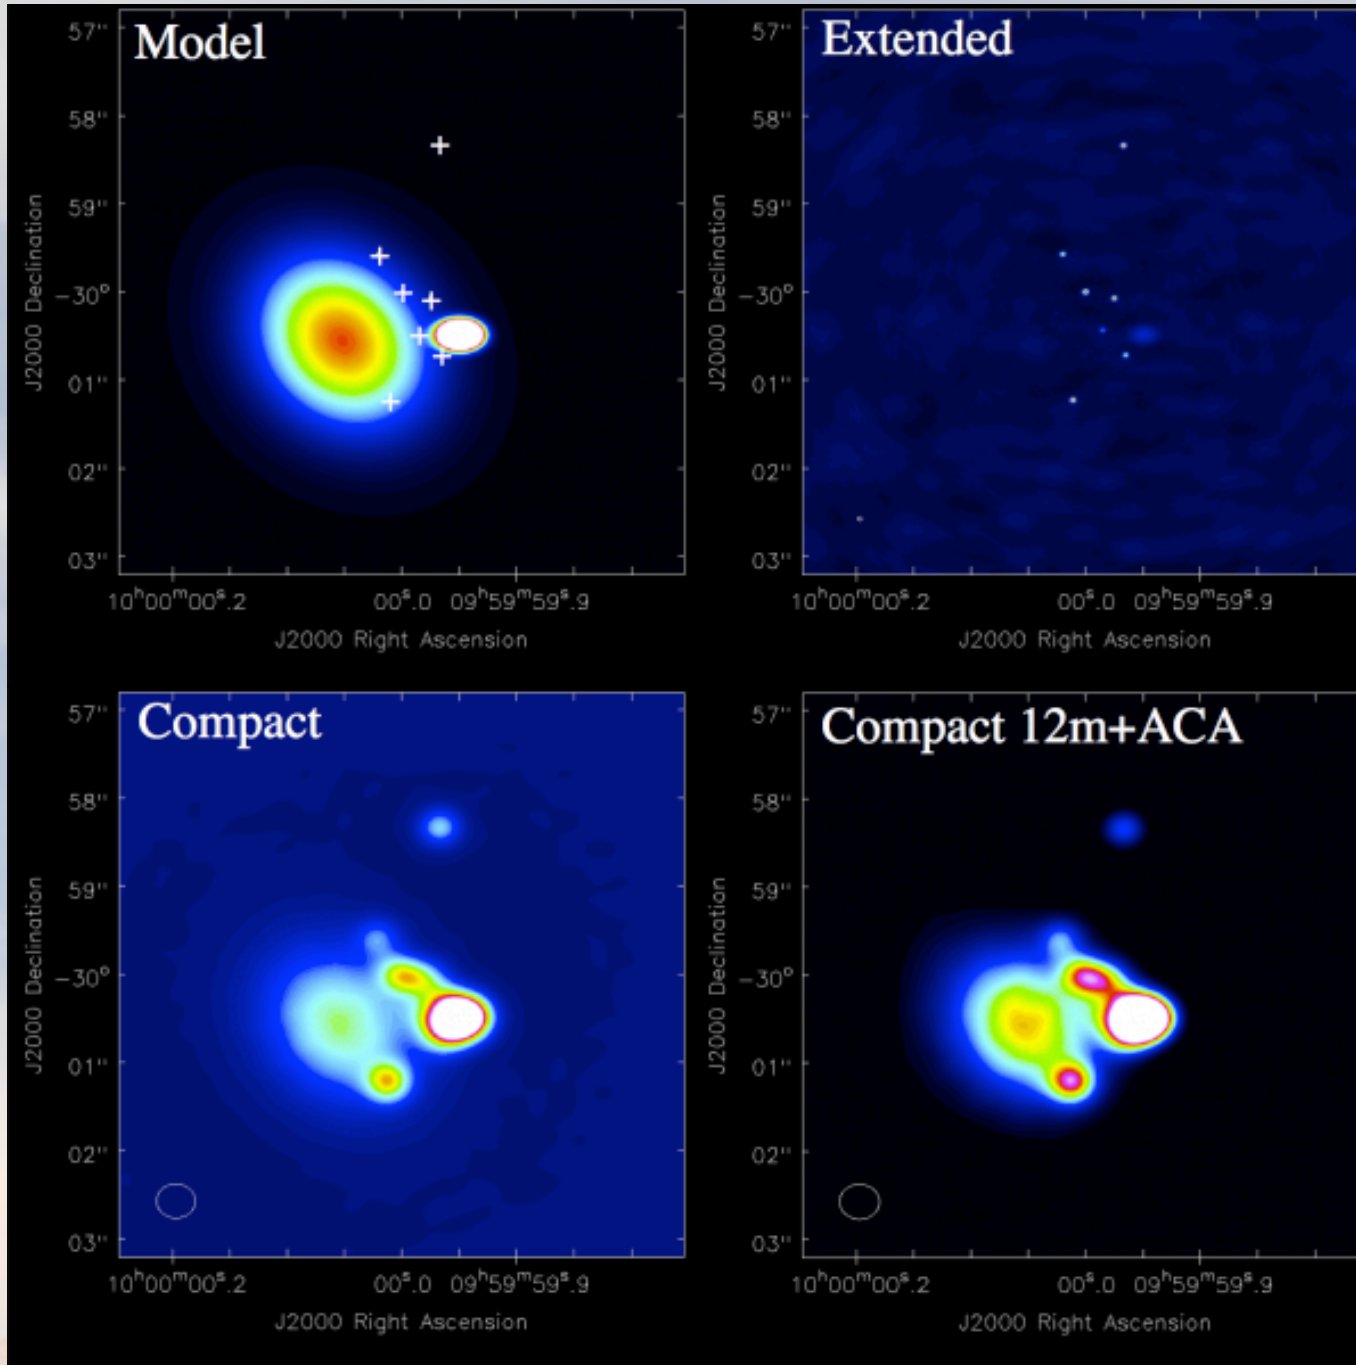 Model
57"
58"
59"
-30°
01"
02"
03"
J2000 Declination
10ʰ00ᵐ00ˢ.2 00ˢ.0 09ʰ59ᵐ59ˢ.9
J2000 Right Ascension
Extended
57"
58"
59"
-30°
01"
02"
03"
J2000 Declination
10ʰ00ᵐ00ˢ.2 00ˢ.0 09ʰ59ᵐ59ˢ.9
J2000 Right Ascension
Compact
57"
58"
59"
-30°
01"
02"
03"
J2000 Declination
10ʰ00ᵐ00ˢ.2 00ˢ.0 09ʰ59ᵐ59ˢ.9
J2000 Right Ascension
Compact 12m+ACA
57"
58"
59"
-30°
01"
02"
03"
J2000 Declination
10ʰ00ᵐ00ˢ.2 00ˢ.0 09ʰ59ᵐ59ˢ.9
J2000 Right Ascension